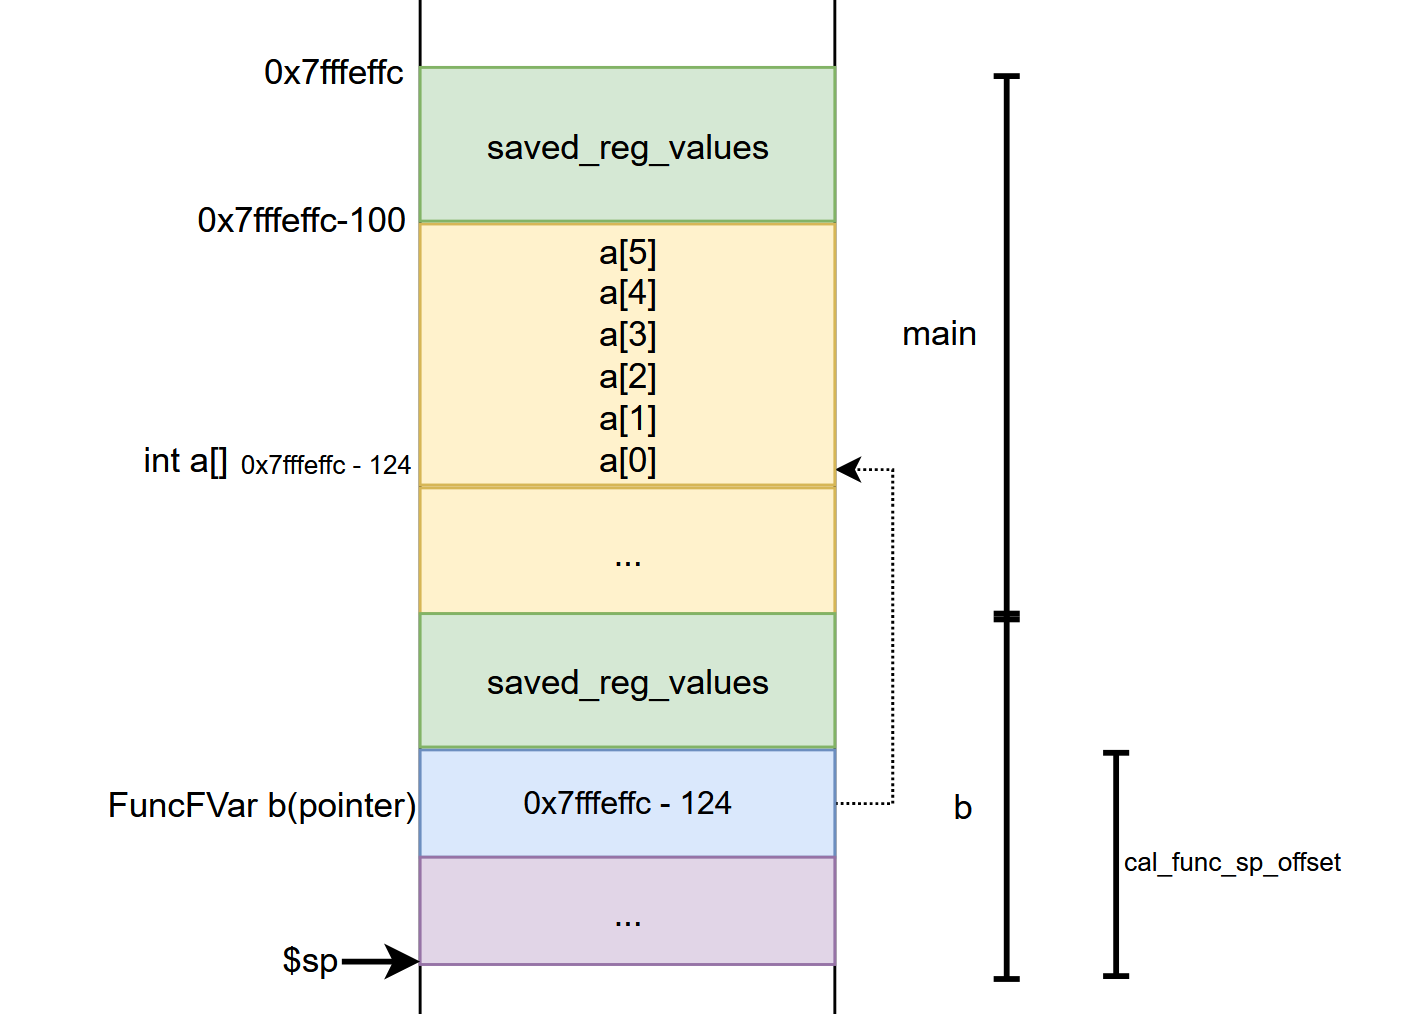 0x7fffeffc
saved_reg_values
0x7fffeffc-100
a[5]
a[4]
a[3]
a[2]
a[1]
int a[] 0x7fffeffc - 124
a[0]
main
...
saved_reg_values
FuncFVar b(pointer)
0x7fffeffc - 124
b
cal_func_sp_offset
...
$sp